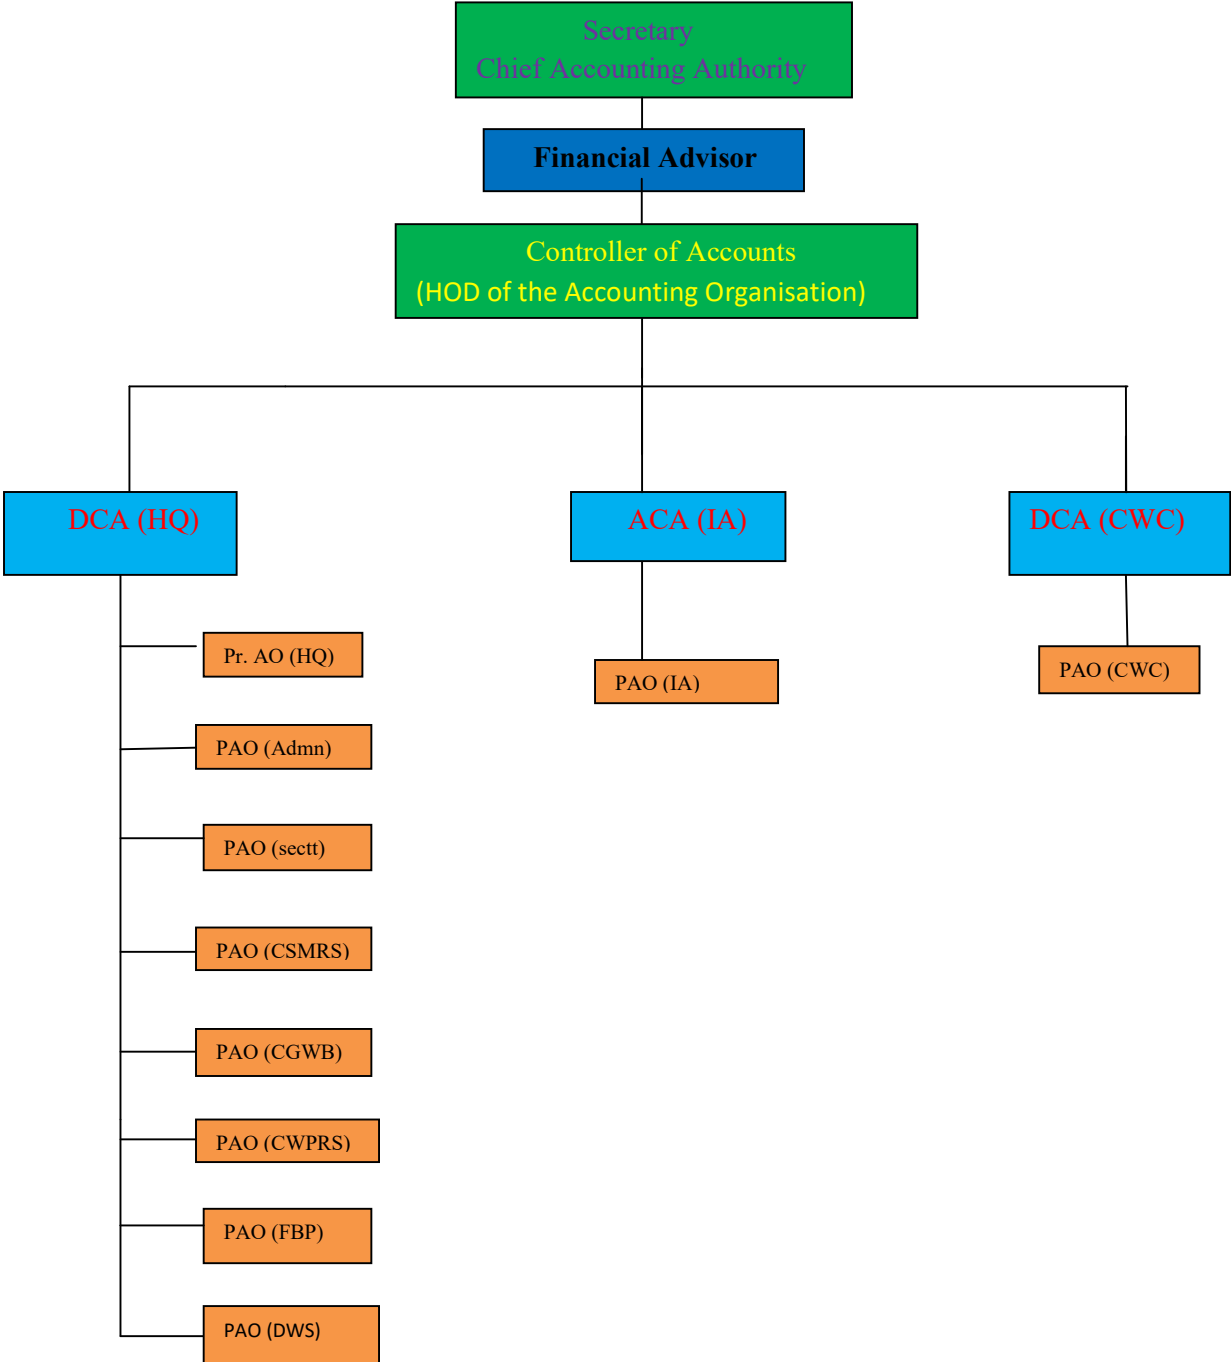 Secretary
Chief Accounting Authority
Financial Advisor
Controller of Accounts
(HOD of the Accounting Organisation)
DCA (HQ)
ACA (IA)
DCA (CWC)
Pr. AO (HQ)
PAO (IA)
PAO (CWC)
PAO (Admn)
PAO (sectt)
PAO (CSMRS)
PAO (CGWB)
PAO (CWPRS)
PAO (FBP)
PAO (DWS)